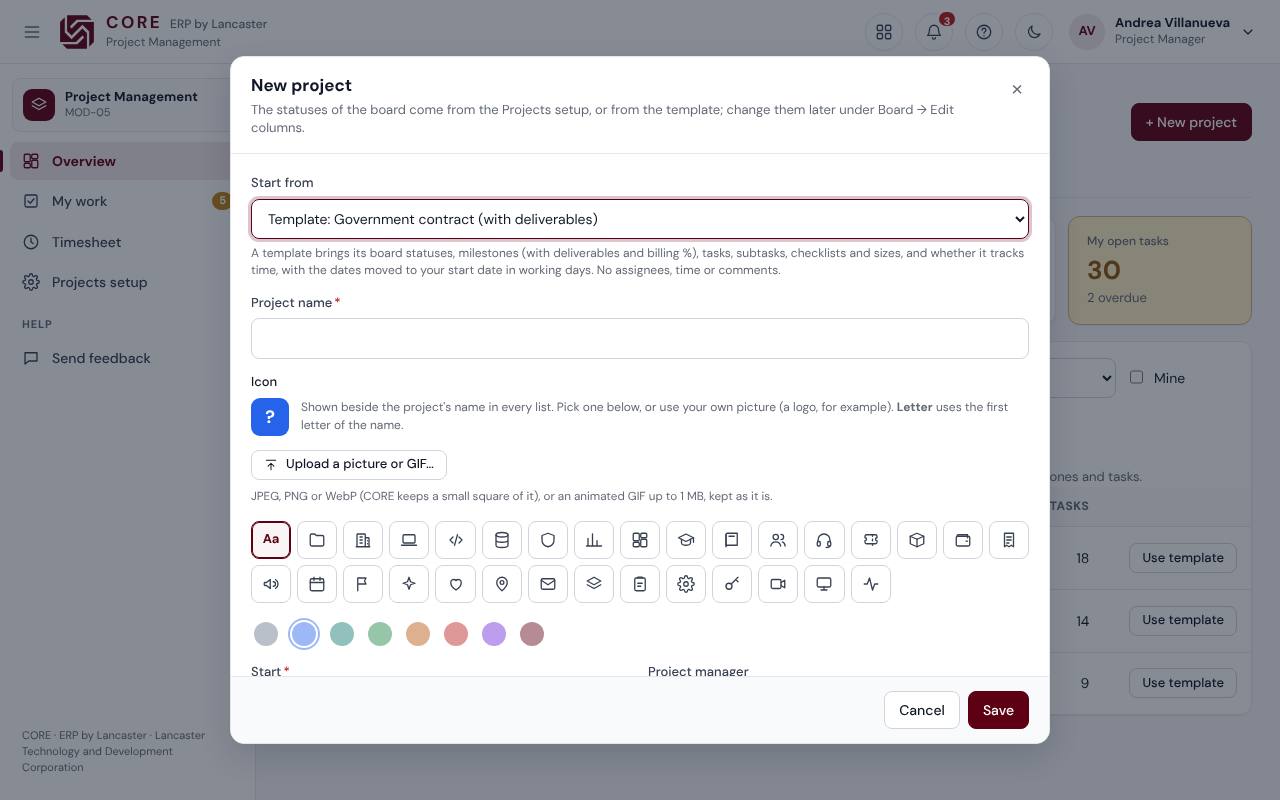 CORE ERP by Lancaster
Project Management
3
AV
Andrea Villanueva
Project Manager
Project Management
MOD-05
Overview
My work
5
Timesheet
Projects setup
HELP
Send feedback
CORE · ERP by Lancaster · Lancaster
Technology and Development
Corporation
+ New project
My open tasks
30
2 overdue
Mine
ones and tasks.
TASKS
18 Use template
14 Use template
9 Use template
New project
The statuses of the board come from the Projects setup, or from the template; change them later under Board → Edit
columns.
×
Start from
Template: Government contract (with deliverables)
A template brings its board statuses, milestones (with deliverables and billing %), tasks, subtasks, checklists and sizes, and whether it tracks
time, with the dates moved to your start date in working days. No assignees, time or comments.
Project name *
Icon
?
Shown beside the project's name in every list. Pick one below, or use your own picture (a logo, for example). Letter uses the first
letter of the name.
Upload a picture or GIF…
JPEG, PNG or WebP (CORE keeps a small square of it), or an animated GIF up to 1 MB, kept as it is.
Aa
Start * Project manager
Cancel Save